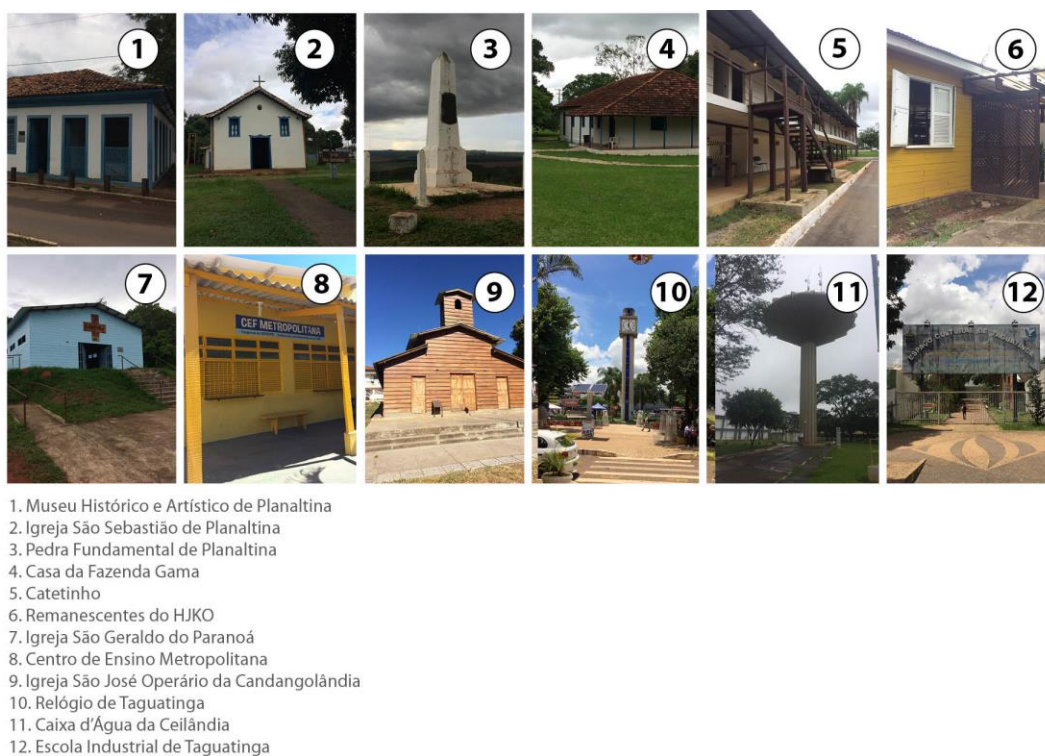 1
2
3
4
5
6
7
8
CEF METROPOLITANA
9
10
11
12
1. Museu Histórico e Artístico de Planaltina
2. Igreja São Sebastião de Planaltina
3. Pedra Fundamental de Planaltina
4. Casa da Fazenda Gama
5. Catetinho
6. Remanescentes do HJKO
7. Igreja São Geraldo do Paranoá
8. Centro de Ensino Metropolitana
9. Igreja São José Operário da Candangolândia
10. Relógio de Taguatinga
11. Caixa d’Água da Ceilândia
12. Escola Industrial de Taguatinga